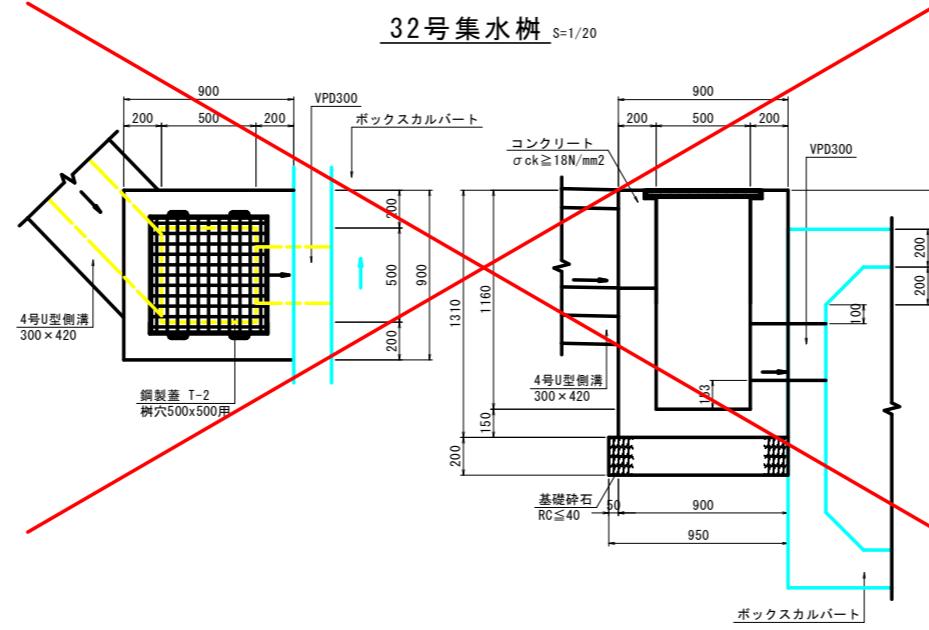 32号集水桝 S=1/20
900
200
500
200
VPD300
ボックスカルバート
200
500
200
900
4号U型側溝
300×420
鋼製蓋 T-2
桝穴500x500用
900
200
500
200
コンクリート
σck≧18N/mm2
VPD300
1310
1160
150
200
4号U型側溝
300×420
153
100
200
200
基礎砕石
RC≦40
50
900
950
ボックスカルバート